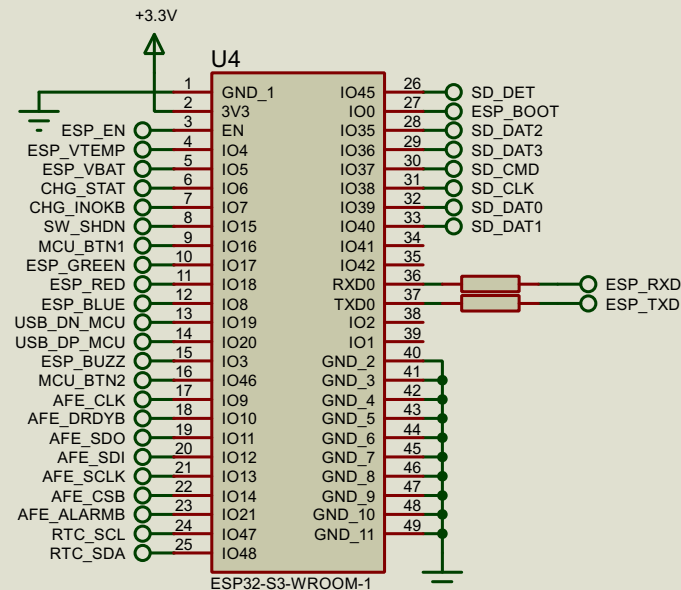 +3.3V
U4
1 GND_1 IO45 26 SD_DET
2 3V3 IO0 27 ESP_BOOT
ESP_EN 3 EN IO35 28 SD_DAT2
ESP_VTEMP 4 IO4 IO36 29 SD_DAT3
ESP_VBAT 5 IO5 IO37 30 SD_CMD
CHG_STAT 6 IO6 IO38 31 SD_CLK
CHG_INOKB 7 IO7 IO39 32 SD_DAT0
SW_SHDN 8 IO15 IO40 33 SD_DAT1
MCU_BTN1 9 IO16 IO41 34
ESP_GREEN 10 IO17 IO42 35
ESP_RED 11 IO18 RXD0 36 ESP_RXD
ESP_BLUE 12 IO8 TXD0 37 ESP_TXD
USB_DN_MCU 13 IO19 IO2 38
USB_DP_MCU 14 IO20 IO1 39
ESP_BUZZ 15 IO3 GND_2 40
MCU_BTN2 16 IO46 GND_3 41
AFE_CLK 17 IO9 GND_4 42
AFE_DRDYB 18 IO10 GND_5 43
AFE_SDO 19 IO11 GND_6 44
AFE_SDI 20 IO12 GND_7 45
AFE_SCLK 21 IO13 GND_8 46
AFE_CSB 22 IO14 GND_9 47
AFE_ALARMB 23 IO21 GND_10 48
RTC_SCL 24 IO47 GND_11 49
RTC_SDA 25 IO48
ESP32-S3-WROOM-1